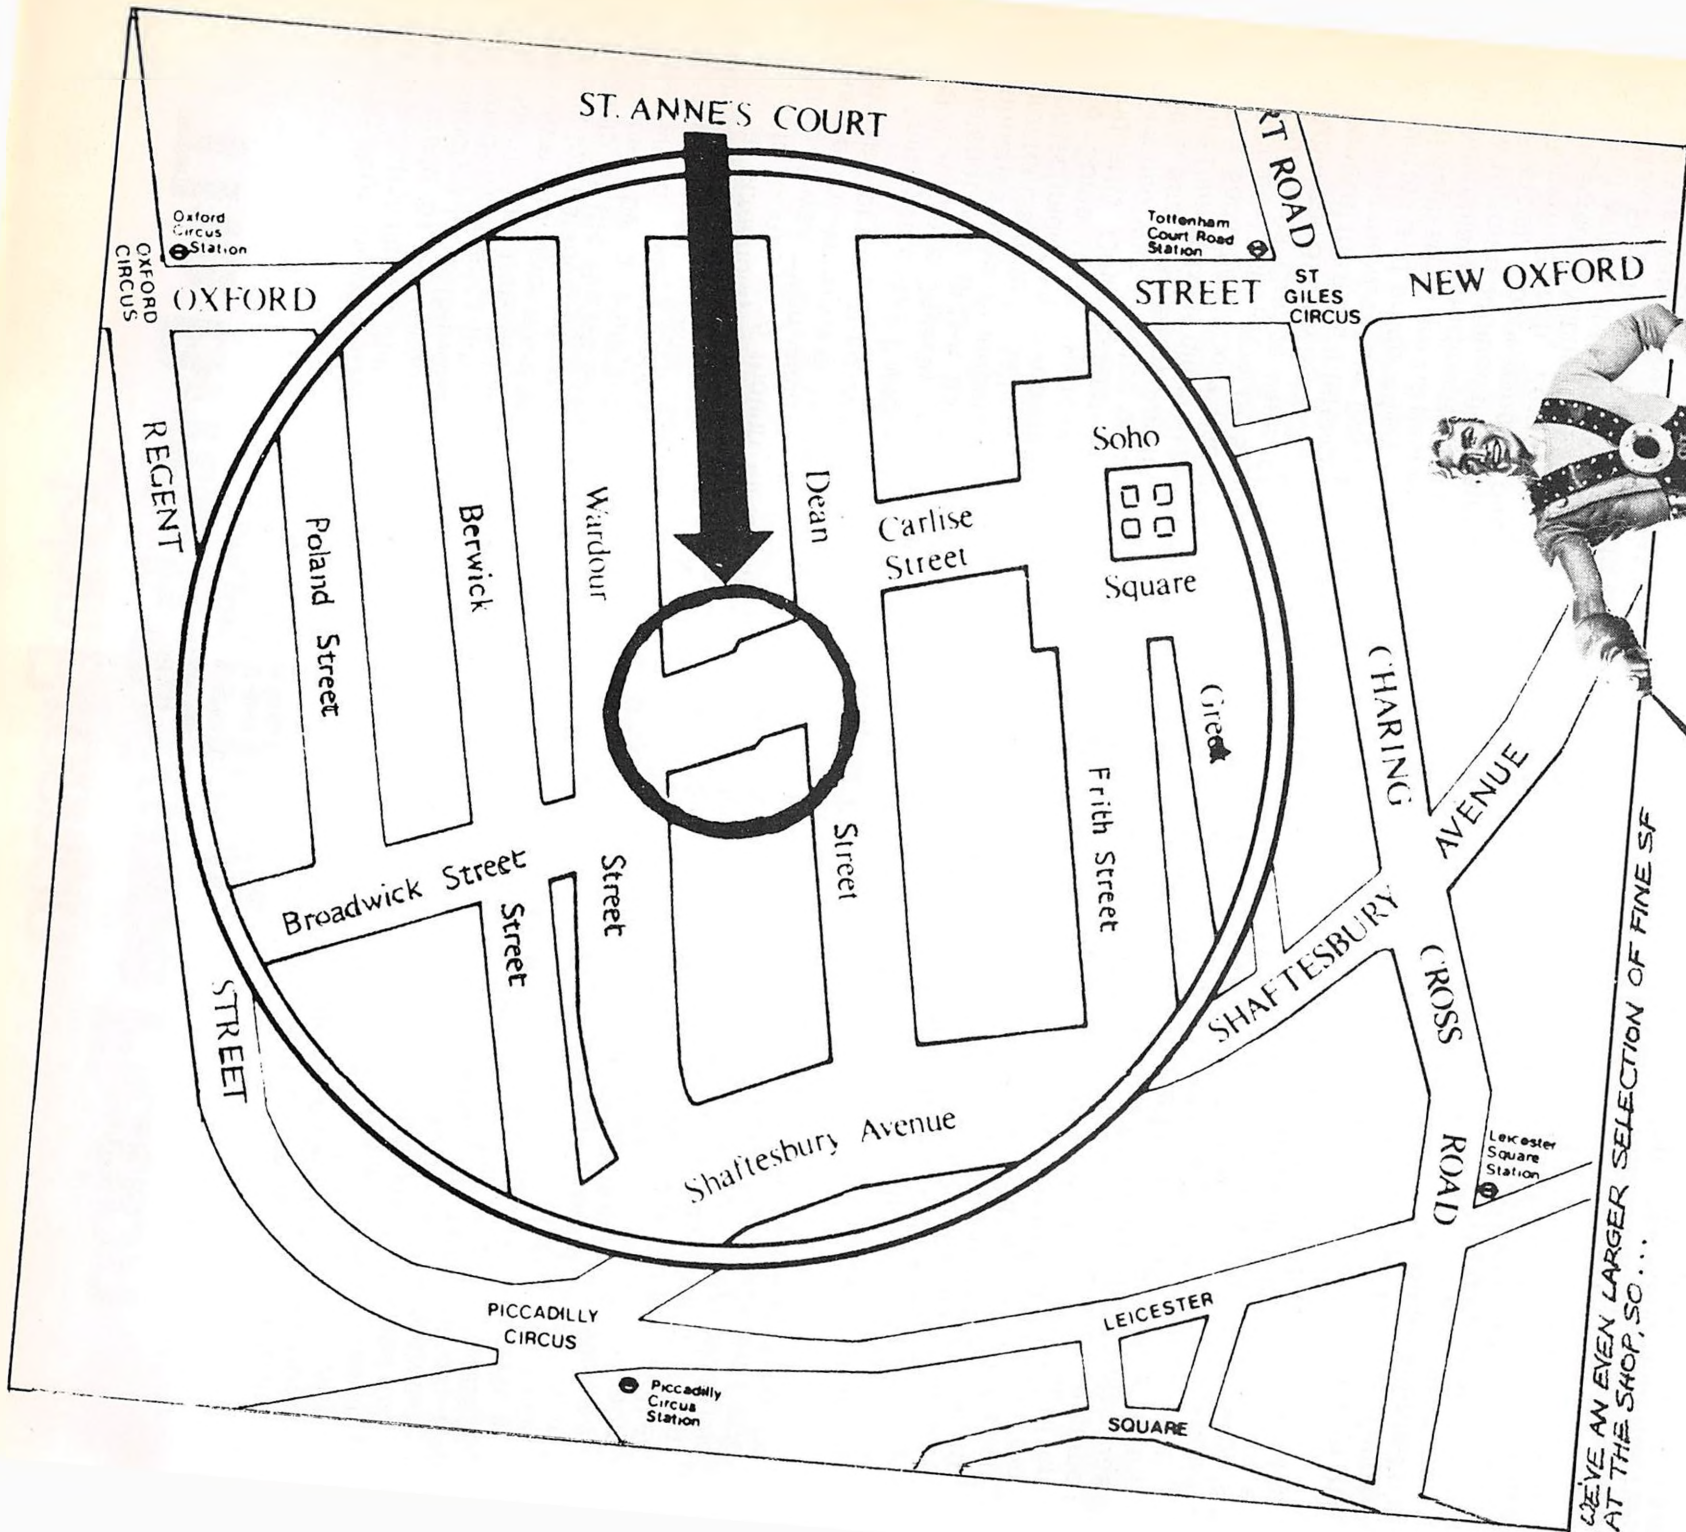 ST. ANNE'S COURT
RT ROAD
Oxford
Circus
Station
OXFORD
CIRCUS
OXFORD
Tottenham
Court Road
Station
STREET
ST
GILES
CIRCUS
NEW OXFORD
REGENT
STREET
Poland Street
Berwick
Street
Wardour
Street
Dean
Street
Carlise
Street
Soho
Square
Greek
Frith Street
Broadwick Street
CHARING
CROSS
ROAD
SHAFTESBURY
AVENUE
Shaftesbury Avenue
Leicester
Square
Station
PICCADILLY
CIRCUS
Piccadilly
Circus
Station
LEICESTER
SQUARE
WE'VE AN EVEN LARGER SELECTION OF FINE SF
AT THE SHOP, SO...